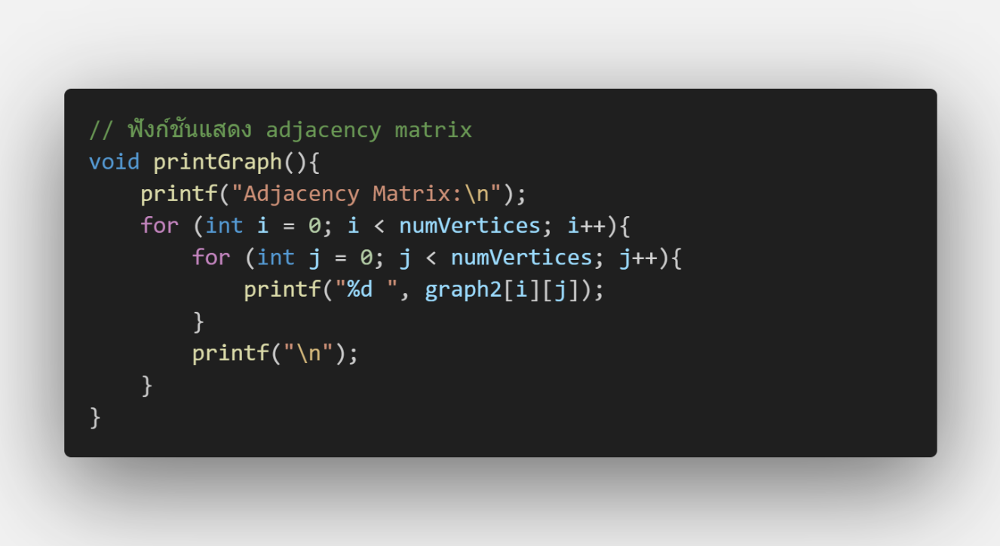 // ฟังก์ชันแสดง adjacency matrix
void printGraph(){
    printf("Adjacency Matrix:\n");
    for (int i = 0; i < numVertices; i++){
        for (int j = 0; j < numVertices; j++){
            printf("%d ", graph2[i][j]);
        }
        printf("\n");
    }
}